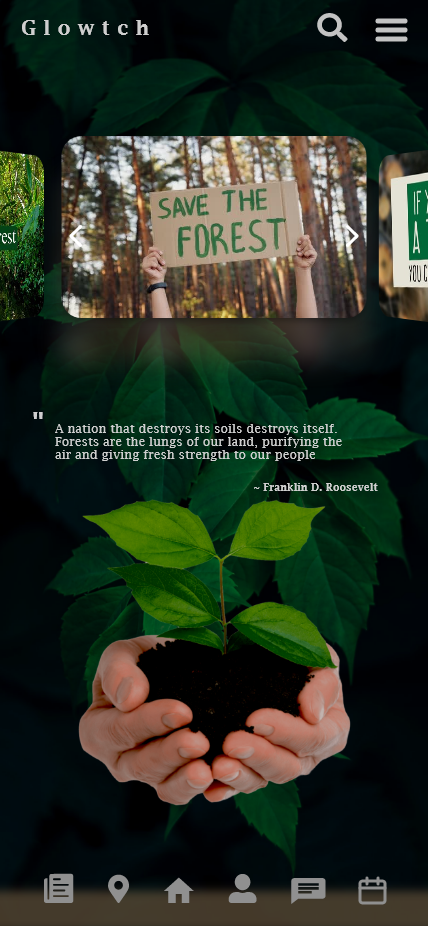 Glowtch
rest
SAVE THE
FOREST
IF Y
A T
YOU C
"
A nation that destroys its soils destroys itself.
Forests are the lungs of our land, purifying the
air and giving fresh strength to our people
~ Franklin D. Roosevelt